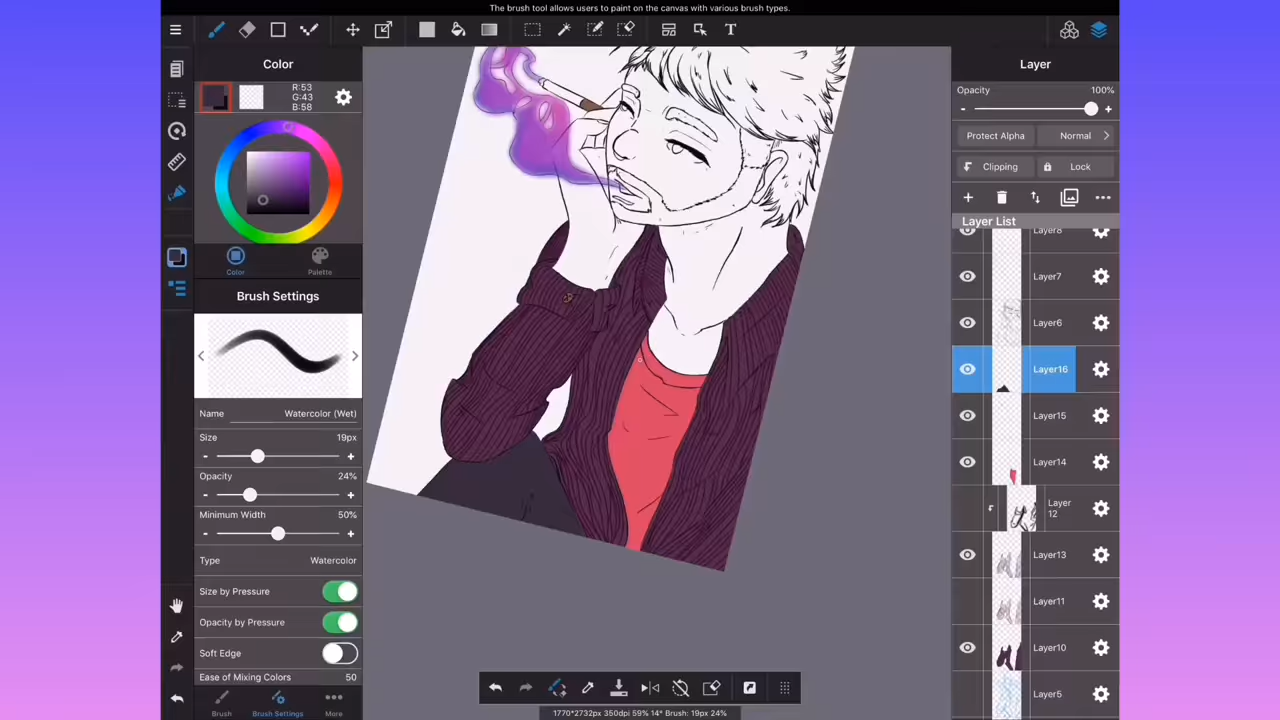 The brush tool allows users to paint on the canvas with various brush types.
T
Color
Layer
R:53
G:43
B:58
Opacity 100%
- +
Protect Alpha Normal
Clipping Lock
Layer List
Layer8
Layer7
Layer6
Layer16
Layer15
Layer14
Layer
12
Layer13
Layer11
Layer10
Layer5
Color Palette
Brush Settings
Name Watercolor (Wet)
Size 19px
- +
Opacity 24%
- +
Minimum Width 50%
- +
Type Watercolor
Size by Pressure
Opacity by Pressure
Soft Edge
Ease of Mixing Colors 50
Brush Brush Settings More
1770*2732px 350dpi 59% 14° Brush: 19px 24%